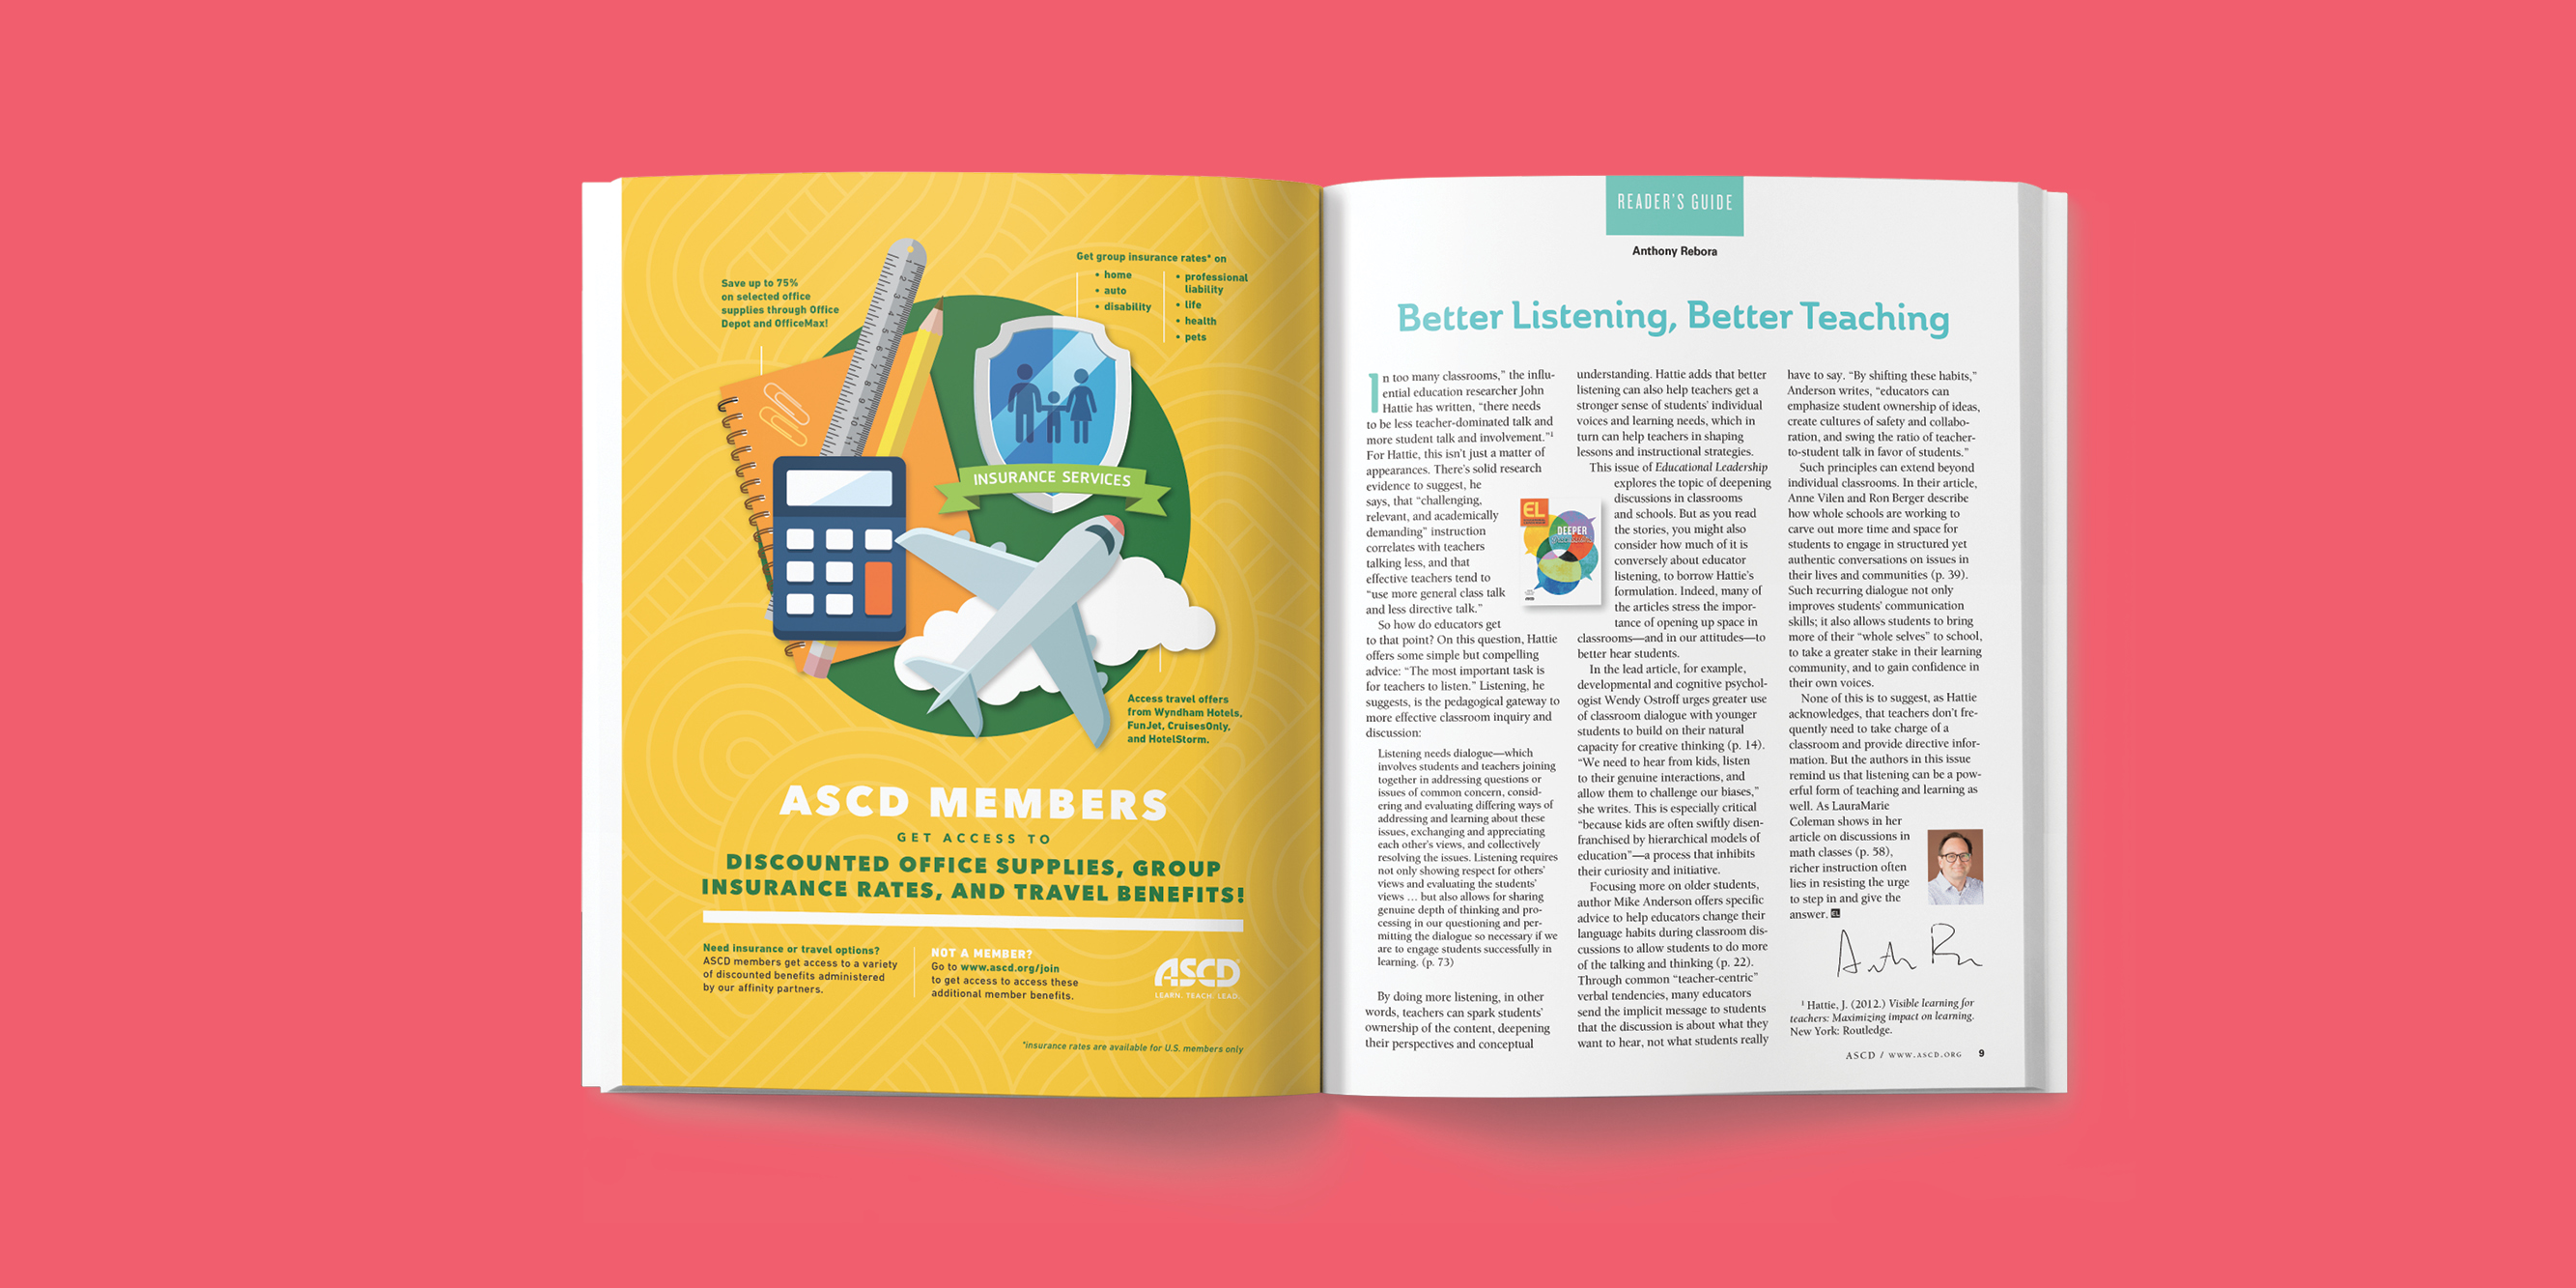 Save up to 75%
on selected office
supplies through Office
Depot and OfficeMax!
Get group insurance rates* on
• home
• auto
• disability
• professional
liability
• life
• health
• pets
INSURANCE SERVICES
Access travel offers
from Wyndham Hotels,
FunJet, CruisesOnly,
and HotelStorm.
ASCD MEMBERS
GET ACCESS TO
DISCOUNTED OFFICE SUPPLIES, GROUP
INSURANCE RATES, AND TRAVEL BENEFITS!
Need insurance or travel options?
ASCD members get access to a variety
of discounted benefits administered
by our affinity partners.
NOT A MEMBER?
Go to www.ascd.org/join
to get access to access these
additional member benefits.
ASCD
LEARN. TEACH. LEAD.
*insurance rates are available for U.S. members only
READER'S GUIDE
Anthony Rebora
Better Listening, Better Teaching
In too many classrooms,” the influ-
ential education researcher John
Hattie has written, “there needs
to be less teacher-dominated talk and
more student talk and involvement.”1
For Hattie, this isn’t just a matter of
appearances. There’s solid research
evidence to suggest, he
says, that “challenging,
relevant, and academically
demanding” instruction
correlates with teachers
talking less, and that
effective teachers tend to
“use more general class talk
and less directive talk.”
So how do educators get
to that point? On this question, Hattie
offers some simple but compelling
advice: “The most important task is
for teachers to listen.” Listening, he
suggests, is the pedagogical gateway to
more effective classroom inquiry and
discussion:
Listening needs dialogue—which
involves students and teachers joining
together in addressing questions or
issues of common concern, consid-
ering and evaluating differing ways of
addressing and learning about these
issues, exchanging and appreciating
each other’s views, and collectively
resolving the issues. Listening requires
not only showing respect for others’
views and evaluating the students’
views … but also allows for sharing
genuine depth of thinking and pro-
cessing in our questioning and per-
mitting the dialogue so necessary if we
are to engage students successfully in
learning. (p. 73)
By doing more listening, in other
words, teachers can spark students’
ownership of the content, deepening
their perspectives and conceptual
understanding. Hattie adds that better
listening can also help teachers get a
stronger sense of students’ individual
voices and learning needs, which in
turn can help teachers in shaping
lessons and instructional strategies.
This issue of Educational Leadership
explores the topic of deepening
discussions in classrooms
and schools. But as you read
the stories, you might also
consider how much of it is
conversely about educator
listening, to borrow Hattie’s
formulation. Indeed, many of
the articles stress the impor-
tance of opening up space in
classrooms—and in our attitudes—to
better hear students.
EL
DEEPER
In the lead article, for example,
developmental and cognitive psychol-
ogist Wendy Ostroff urges greater use
of classroom dialogue with younger
students to build on their natural
capacity for creative thinking (p. 14).
“We need to hear from kids, listen
to their genuine interactions, and
allow them to challenge our biases,”
she writes. This is especially critical
“because kids are often swiftly disen-
franchised by hierarchical models of
education”—a process that inhibits
their curiosity and initiative.
Focusing more on older students,
author Mike Anderson offers specific
advice to help educators change their
language habits during classroom dis-
cussions to allow students to do more
of the talking and thinking (p. 22).
Through common “teacher-centric”
verbal tendencies, many educators
send the implicit message to students
that the discussion is about what they
want to hear, not what students really
have to say. “By shifting these habits,”
Anderson writes, “educators can
emphasize student ownership of ideas,
create cultures of safety and collabo-
ration, and swing the ratio of teacher-
to-student talk in favor of students.”
Such principles can extend beyond
individual classrooms. In their article,
Anne Vilen and Ron Berger describe
how whole schools are working to
carve out more time and space for
students to engage in structured yet
authentic conversations on issues in
their lives and communities (p. 39).
Such recurring dialogue not only
improves students’ communication
skills; it also allows students to bring
more of their “whole selves” to school,
to take a greater stake in their learning
community, and to gain confidence in
their own voices.
None of this is to suggest, as Hattie
acknowledges, that teachers don’t fre-
quently need to take charge of a
classroom and provide directive infor-
mation. But the authors in this issue
remind us that listening can be a pow-
erful form of teaching and learning as
well. As LauraMarie
Coleman shows in her
article on discussions in
math classes (p. 58),
richer instruction often
lies in resisting the urge
to step in and give the
answer. EL
1 Hattie, J. (2012.) Visible learning for
teachers: Maximizing impact on learning.
New York: Routledge.
ASCD / WWW.ASCD.ORG 9